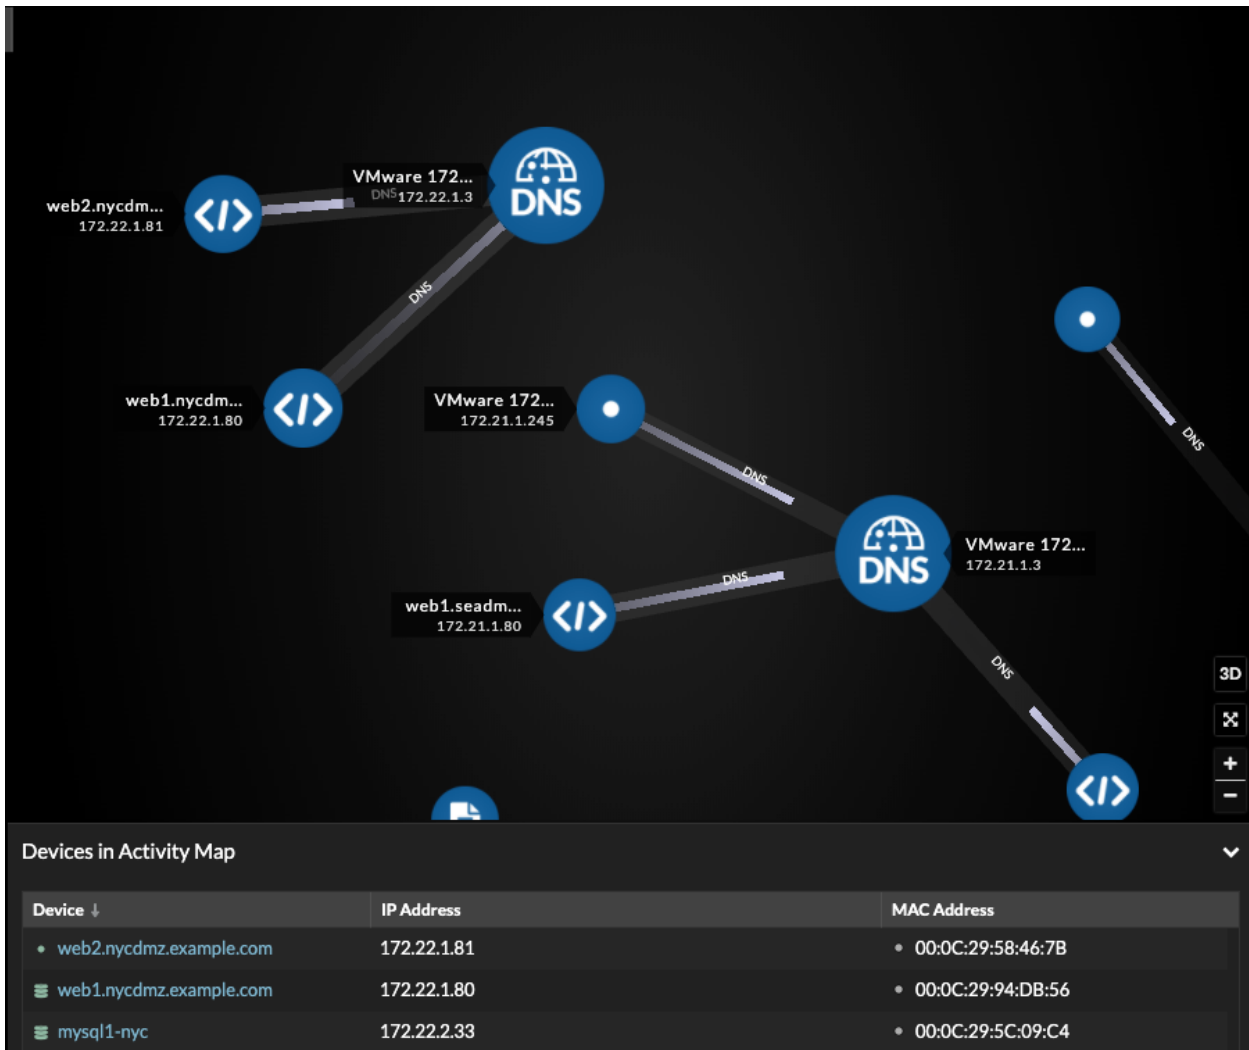 VMware 172...
172.22.1.3
DNS
DNS
web2.nycdm...
172.22.1.81
DNS
web1.nycdm...
172.22.1.80
VMware 172...
172.21.1.245
DNS
DNS
VMware 172...
172.21.1.3
DNS
DNS
web1.seadm...
172.21.1.80
DNS
3D
+
−
Devices in Activity Map
Device ↓ IP Address MAC Address
web2.nycdmz.example.com 172.22.1.81 00:0C:29:58:46:7B
web1.nycdmz.example.com 172.22.1.80 00:0C:29:94:DB:56
mysql1-nyc 172.22.2.33 00:0C:29:5C:09:C4